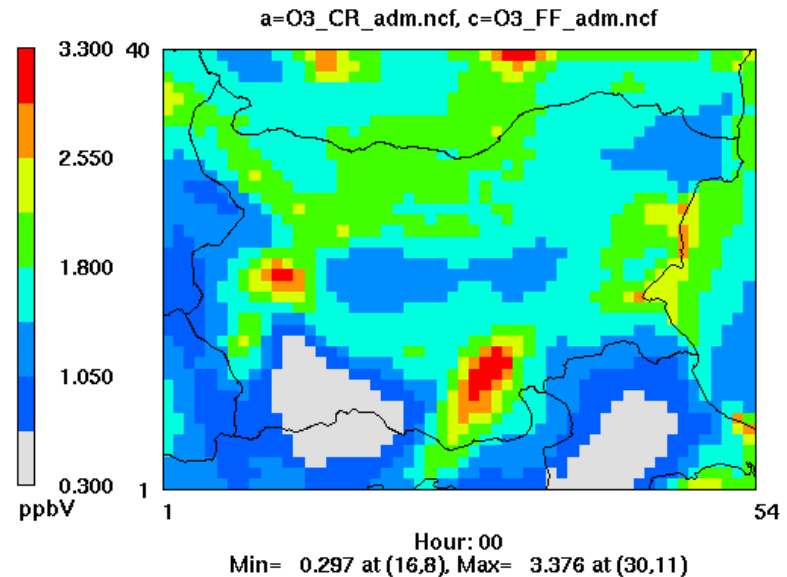 a=O3_CR_adm.ncf, c=O3_FF_adm.ncf
3.300
40
2.550
1.800
1.050
0.300
1
ppbV
1
54
Hour: 00
Min= 0.297 at (16,8), Max= 3.376 at (30,11)